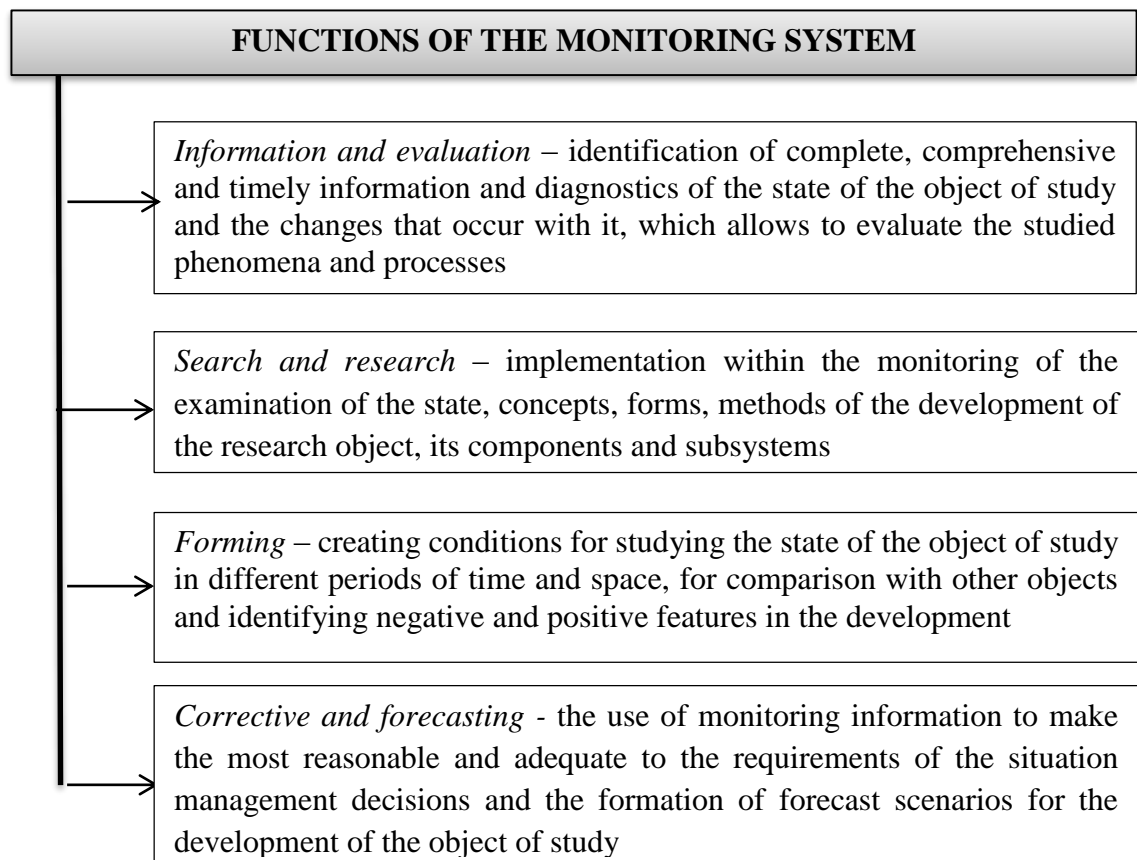 FUNCTIONS OF THE MONITORING SYSTEM
Information and evaluation – identification of complete, comprehensive
and timely information and diagnostics of the state of the object of study
and the changes that occur with it, which allows to evaluate the studied
phenomena and processes
Search and research – implementation within the monitoring of the
examination of the state, concepts, forms, methods of the development of
the research object, its components and subsystems
Forming – creating conditions for studying the state of the object of study
in different periods of time and space, for comparison with other objects
and identifying negative and positive features in the development
Corrective and forecasting - the use of monitoring information to make
the most reasonable and adequate to the requirements of the situation
management decisions and the formation of forecast scenarios for the
development of the object of study